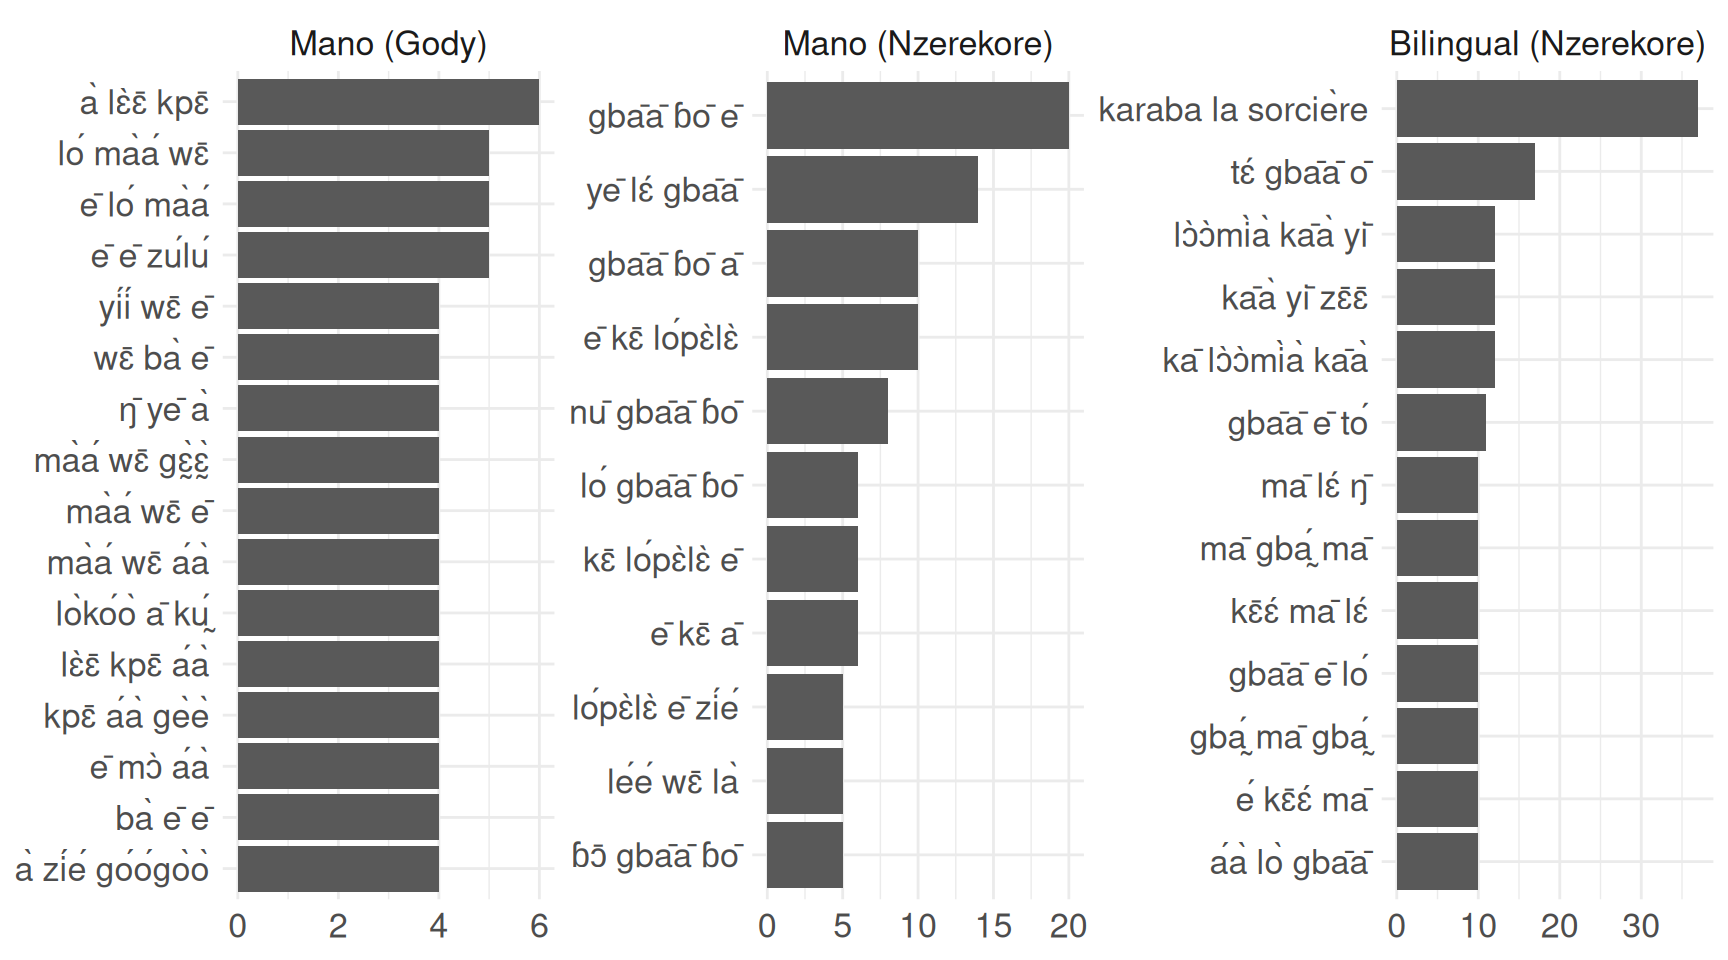 Mano (Gody)
à lɛ̀ɛ̄ kpɛ̄
ló màá wɛ̄
ē ló màá
ē ē zúlú
yíí wɛ̄ ē
wɛ̄ bà ē
ŋ̄ yē à
màá wɛ̄ gɛ̰̀ɛ̰̀
màá wɛ̄ ē
màá wɛ̄ áà
lòkóò ā kṵ́
lɛ̀ɛ̄ kpɛ̄ áà
kpɛ̄ áà gèè
ē mɔ̀ áà
bà ē ē
à zíé góógòò
0 2 4 6
Mano (Nzerekore)
gbāā ɓō ē
yē lɛ́ gbāā
gbāā ɓō ā
ē kɛ̄ lópɛ̀lɛ̀
nū gbāā ɓō
ló gbāā ɓō
kɛ̄ lópɛ̀lɛ̀ ē
ē kɛ̄ ā
lópɛ̀lɛ̀ ē zíé
léé wɛ̄ là
ɓɔ̄ gbāā ɓō
0 5 10 15 20
Bilingual (Nzerekore)
karaba la sorcière
tɛ́ gbāā ō
lɔ̀ɔ̀mìà kāà yī
kāà yī zɛ̄ɛ̄
kā lɔ̀ɔ̀mìà kāà
gbāā ē tó
mā lɛ́ ŋ̄
mā gbá̰ mā
kɛ̄ɛ́ mā lɛ́
gbāā ē ló
gbá̰ mā gbá̰
é kɛ̄ɛ́ mā
áà lò gbāā
0 10 20 30